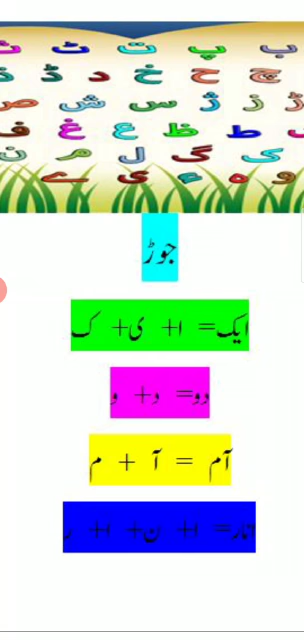 ب پ ت ٹ ث
چ ح خ د ڈ ذ
ڑ ز ژ س ش ص
ط ظ ع غ ف
ک گ ل م ن
و ہ ء ی ے
جوڑ
ایک= ا+ ی+ ک
دو= د+ و
آم = آ + م
انار= ا+ ن+ ا+ ر